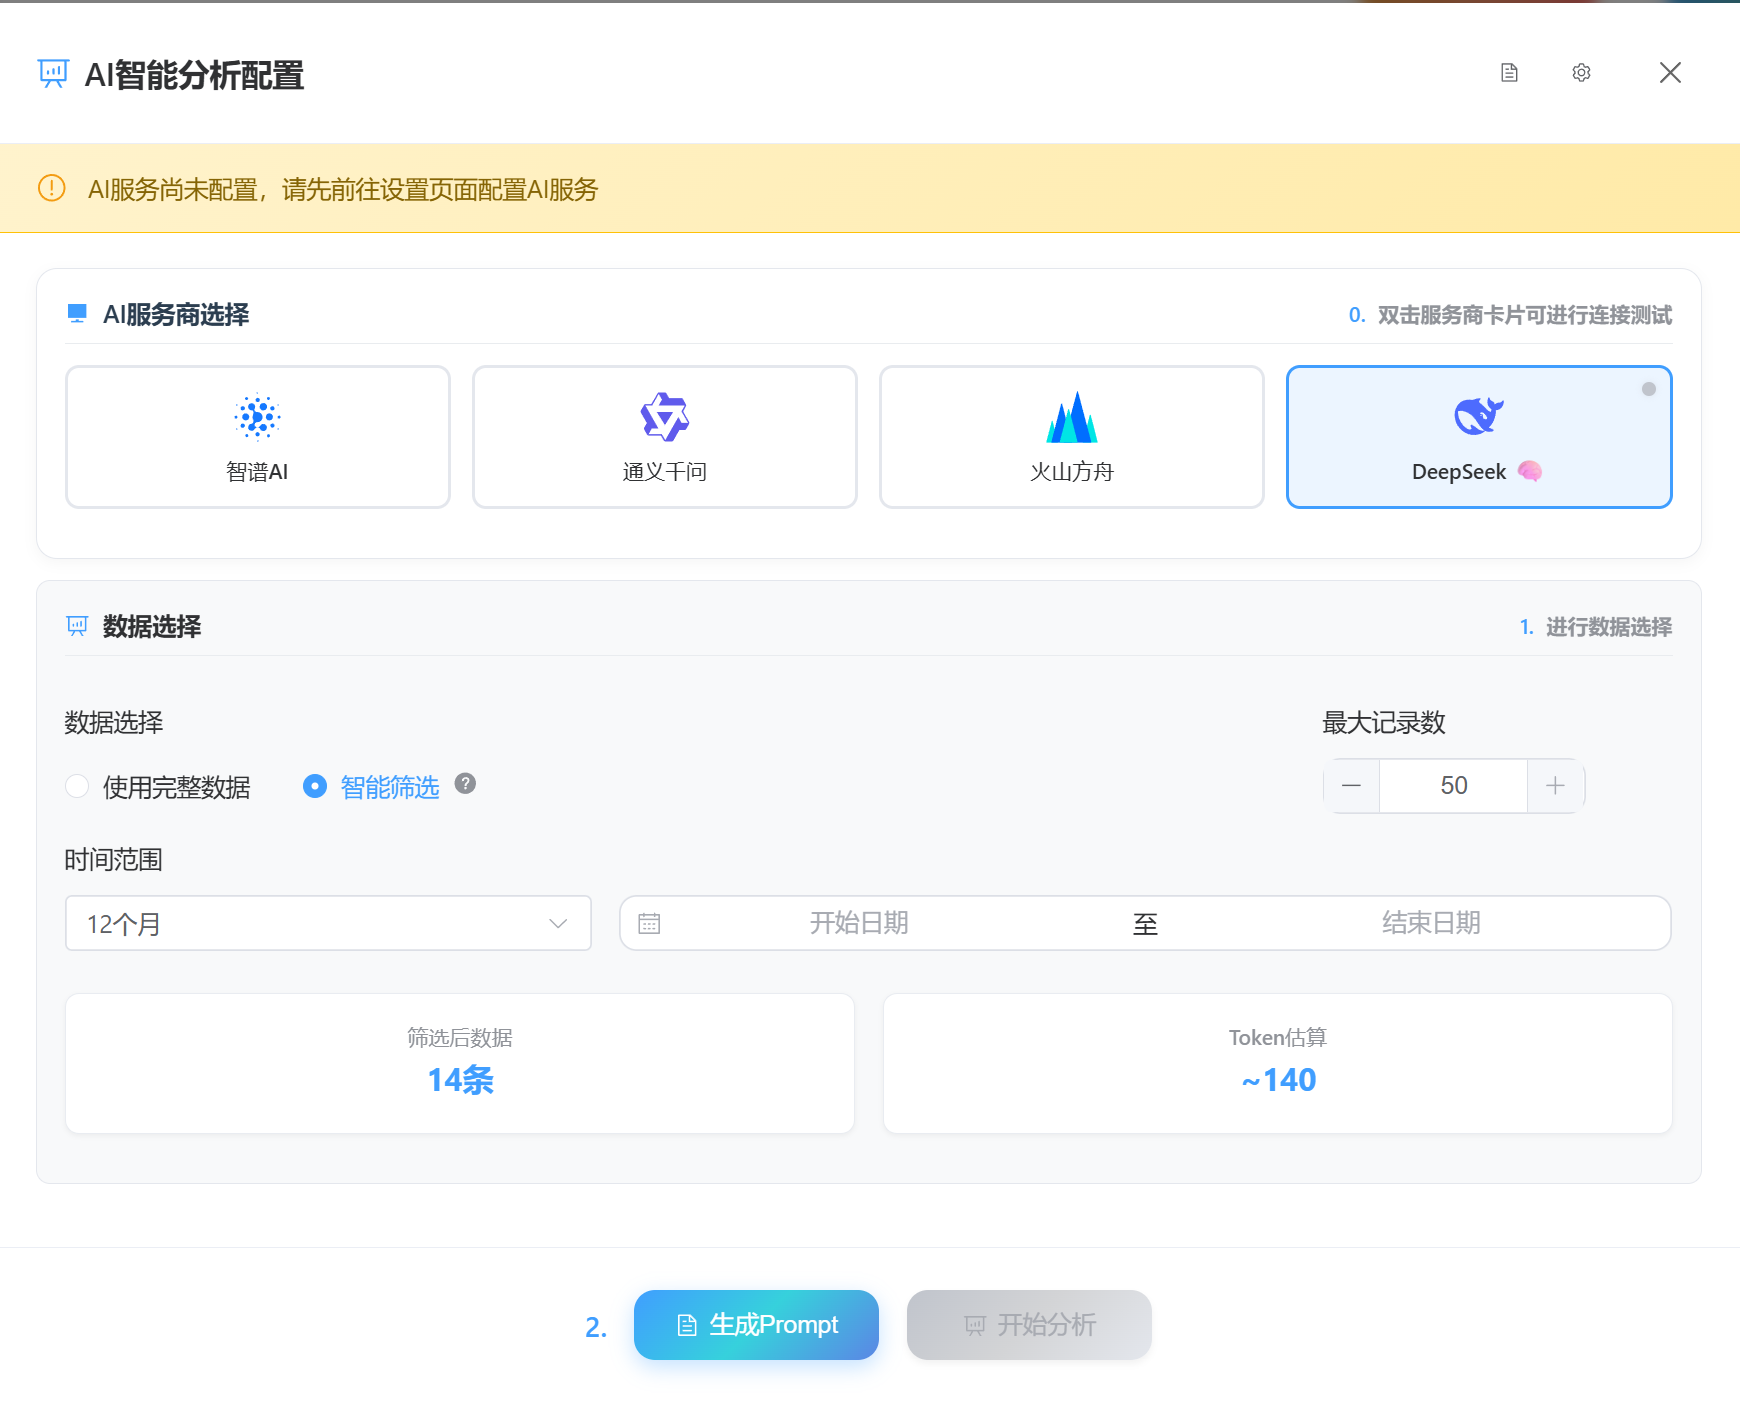 AI智能分析配置
AI服务尚未配置，请先前往设置页面配置AI服务
AI服务商选择
0. 双击服务商卡片可进行连接测试
智谱AI
通义千问
火山方舟
DeepSeek
数据选择
1. 进行数据选择
数据选择
最大记录数
使用完整数据
智能筛选
?
50
时间范围
12个月
开始日期
至
结束日期
筛选后数据
14条
Token估算
~140
2.
生成Prompt
开始分析